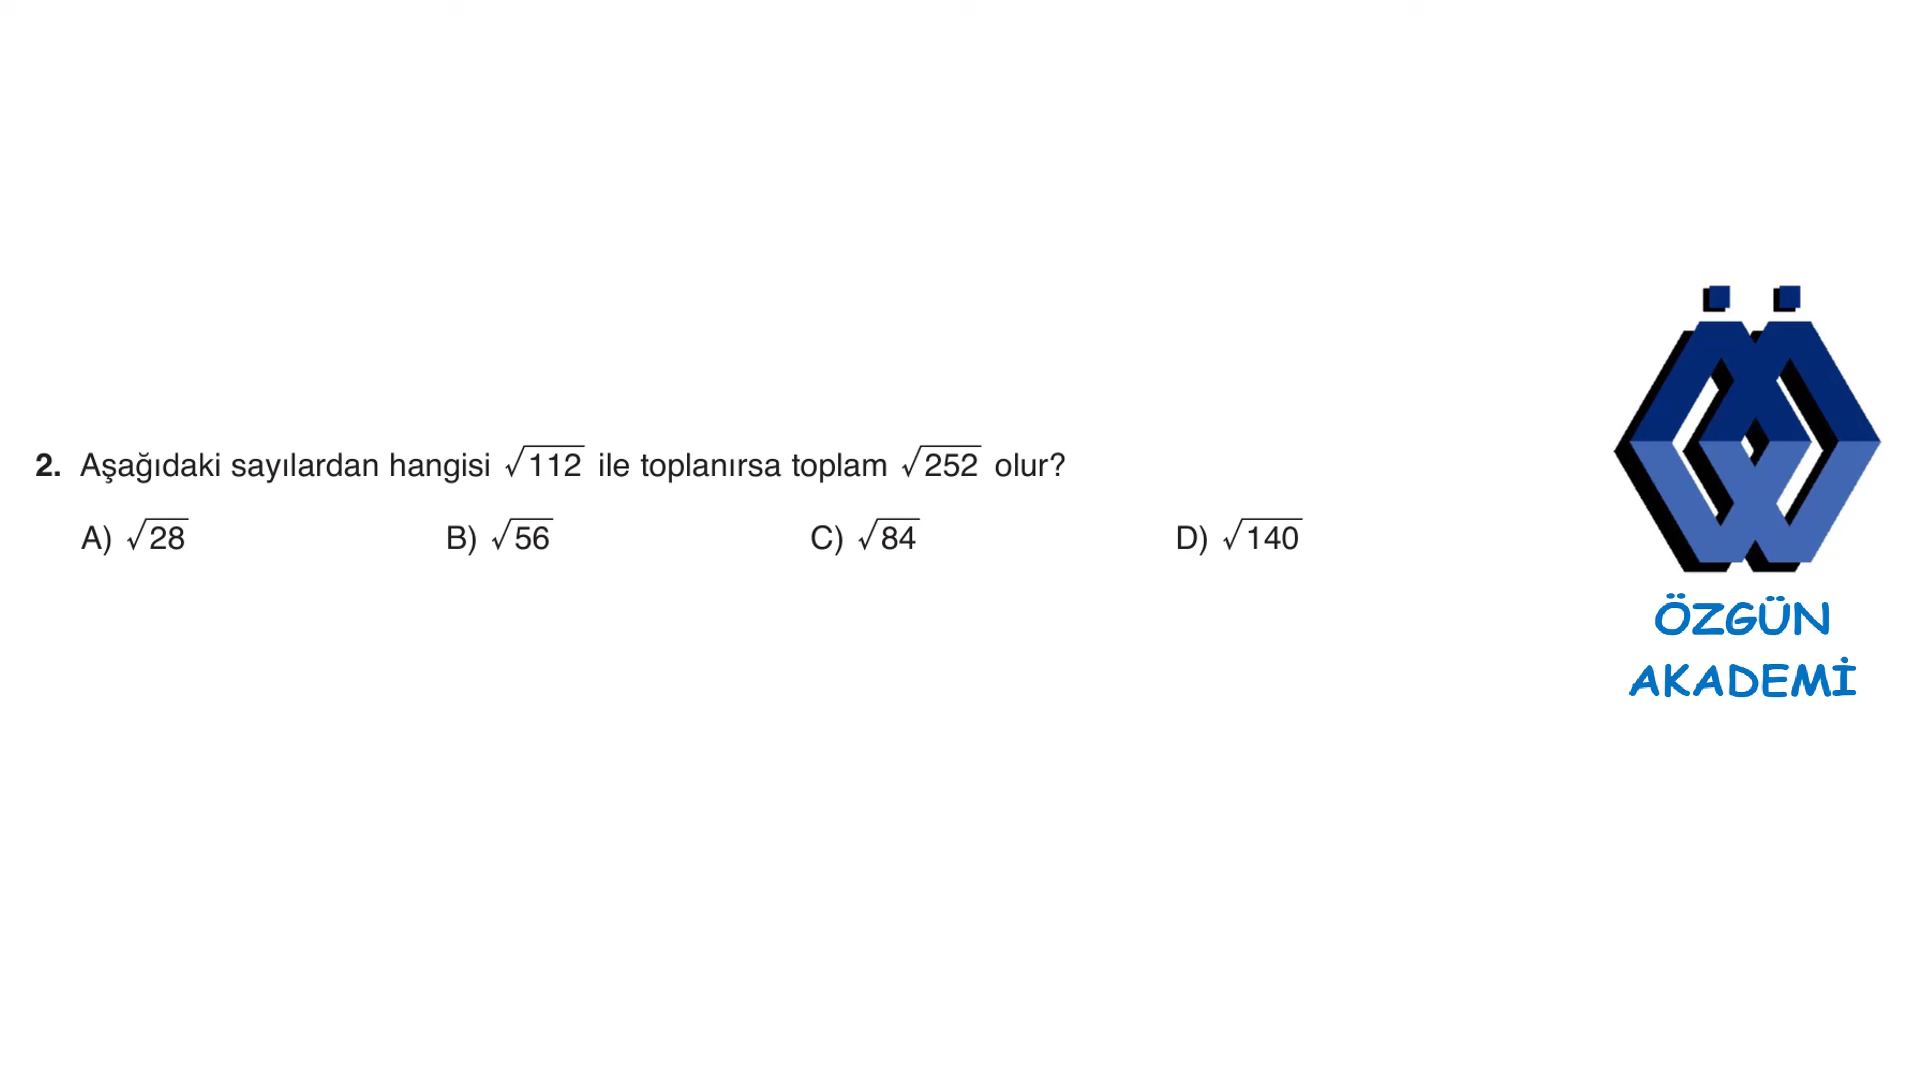 2. Aşağıdaki sayılardan hangisi √112 ile toplanırsa toplam √252 olur?
A) √28 B) √56 C) √84 D) √140
ÖZGÜN
AKADEMİ